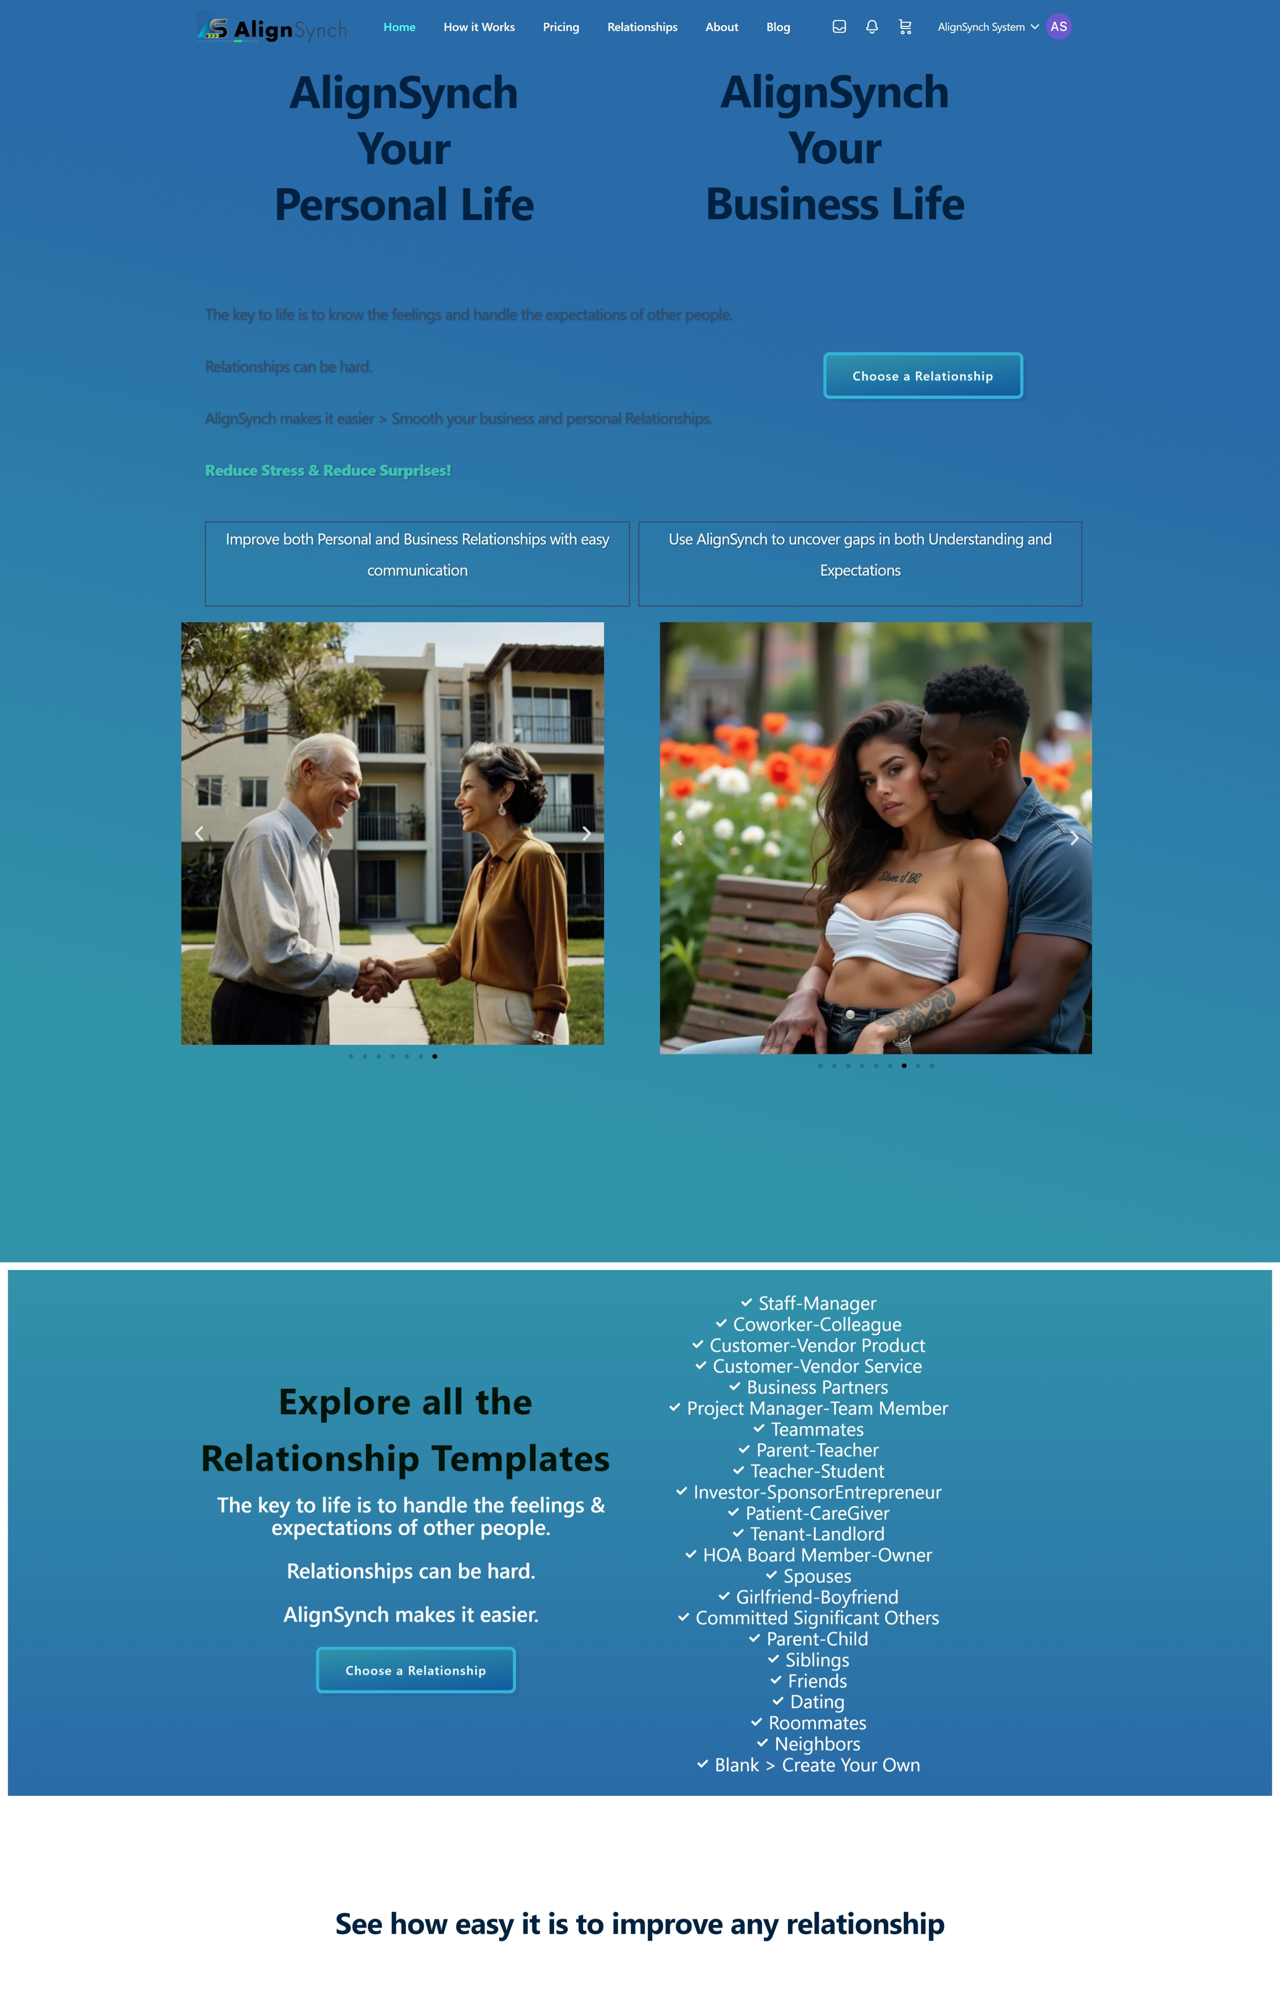 AS AlignSynch
Home
How it Works
Pricing
Relationships
About
Blog
AlignSynch System
AS
AlignSynch
Your
Personal Life
AlignSynch
Your
Business Life
The key to life is to know the feelings and handle the expectations of other people.
Relationships can be hard.
AlignSynch makes it easier > Smooth your business and personal Relationships.
Reduce Stress & Reduce Surprises!
Choose a Relationship
Improve both Personal and Business Relationships with easy
communication
Use AlignSynch to uncover gaps in both Understanding and
Expectations
Explore all the
Relationship Templates
The key to life is to handle the feelings &
expectations of other people.
Relationships can be hard.
AlignSynch makes it easier.
Choose a Relationship
Staff-Manager
Coworker-Colleague
Customer-Vendor Product
Customer-Vendor Service
Business Partners
Project Manager-Team Member
Teammates
Parent-Teacher
Teacher-Student
Investor-SponsorEntrepreneur
Patient-CareGiver
Tenant-Landlord
HOA Board Member-Owner
Spouses
Girlfriend-Boyfriend
Committed Significant Others
Parent-Child
Siblings
Friends
Dating
Roommates
Neighbors
Blank > Create Your Own
See how easy it is to improve any relationship